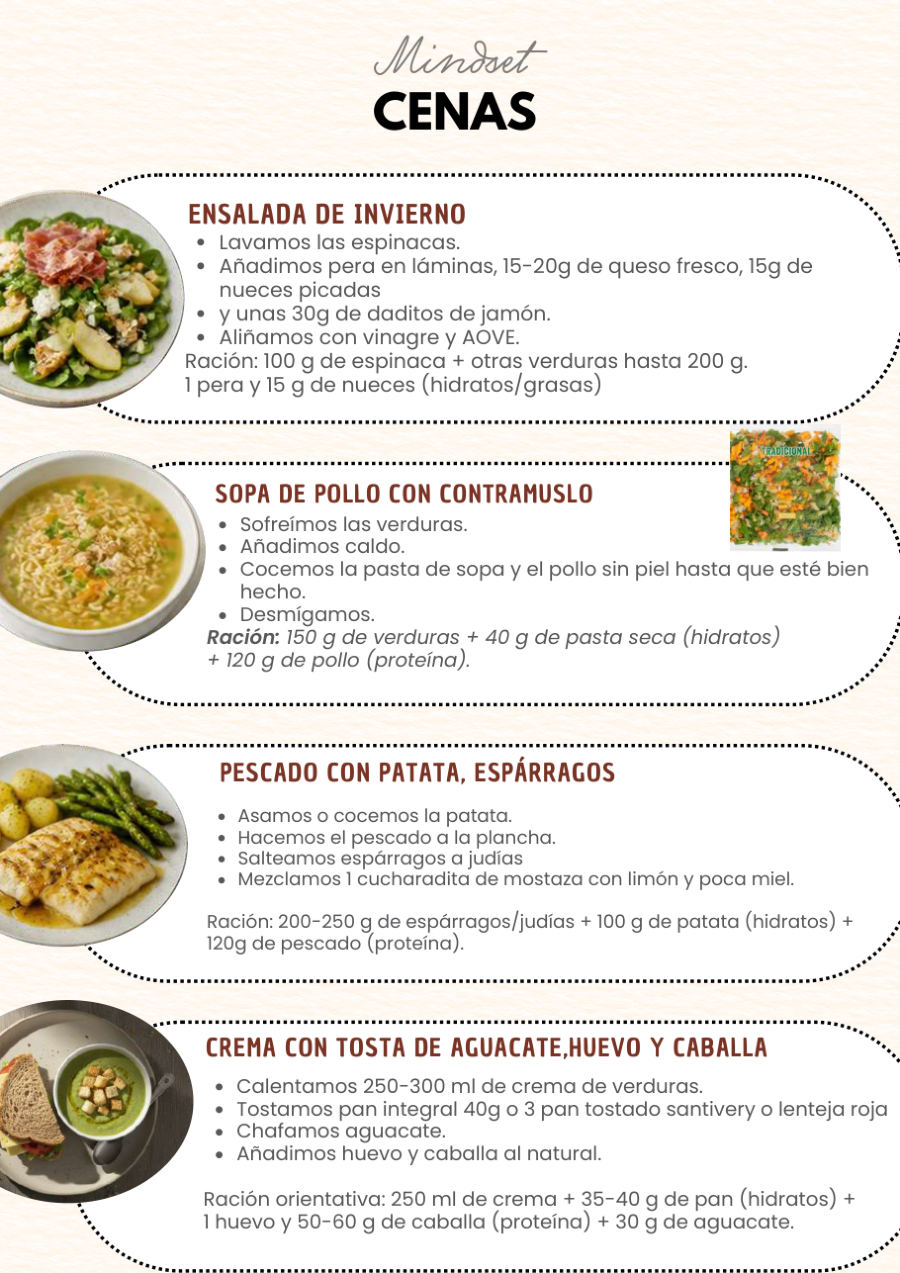 Mindset
CENAS
ENSALADA DE INVIERNO
• Lavamos las espinacas.
• Añadimos pera en láminas, 15-20g de queso fresco, 15g de
nueces picadas
• y unas 30g de daditos de jamón.
• Aliñamos con vinagre y AOVE.
Ración: 100 g de espinaca + otras verduras hasta 200 g.
1 pera y 15 g de nueces (hidratos/grasas)
TRADICIONAL
SOPA DE POLLO CON CONTRAMUSLO
• Sofreímos las verduras.
• Añadimos caldo.
• Cocemos la pasta de sopa y el pollo sin piel hasta que esté bien
hecho.
• Desmígamos.
Ración: 150 g de verduras + 40 g de pasta seca (hidratos)
+ 120 g de pollo (proteína).
PESCADO CON PATATA, ESPÁRRAGOS
• Asamos o cocemos la patata.
• Hacemos el pescado a la plancha.
• Salteamos espárragos a judías
• Mezclamos 1 cucharadita de mostaza con limón y poca miel.
Ración: 200-250 g de espárragos/judías + 100 g de patata (hidratos) +
120g de pescado (proteína).
CREMA CON TOSTA DE AGUACATE,HUEVO Y CABALLA
• Calentamos 250-300 ml de crema de verduras.
• Tostamos pan integral 40g o 3 pan tostado santivery o lenteja roja
• Chafamos aguacate.
• Añadimos huevo y caballa al natural.
Ración orientativa: 250 ml de crema + 35-40 g de pan (hidratos) +
1 huevo y 50-60 g de caballa (proteína) + 30 g de aguacate.